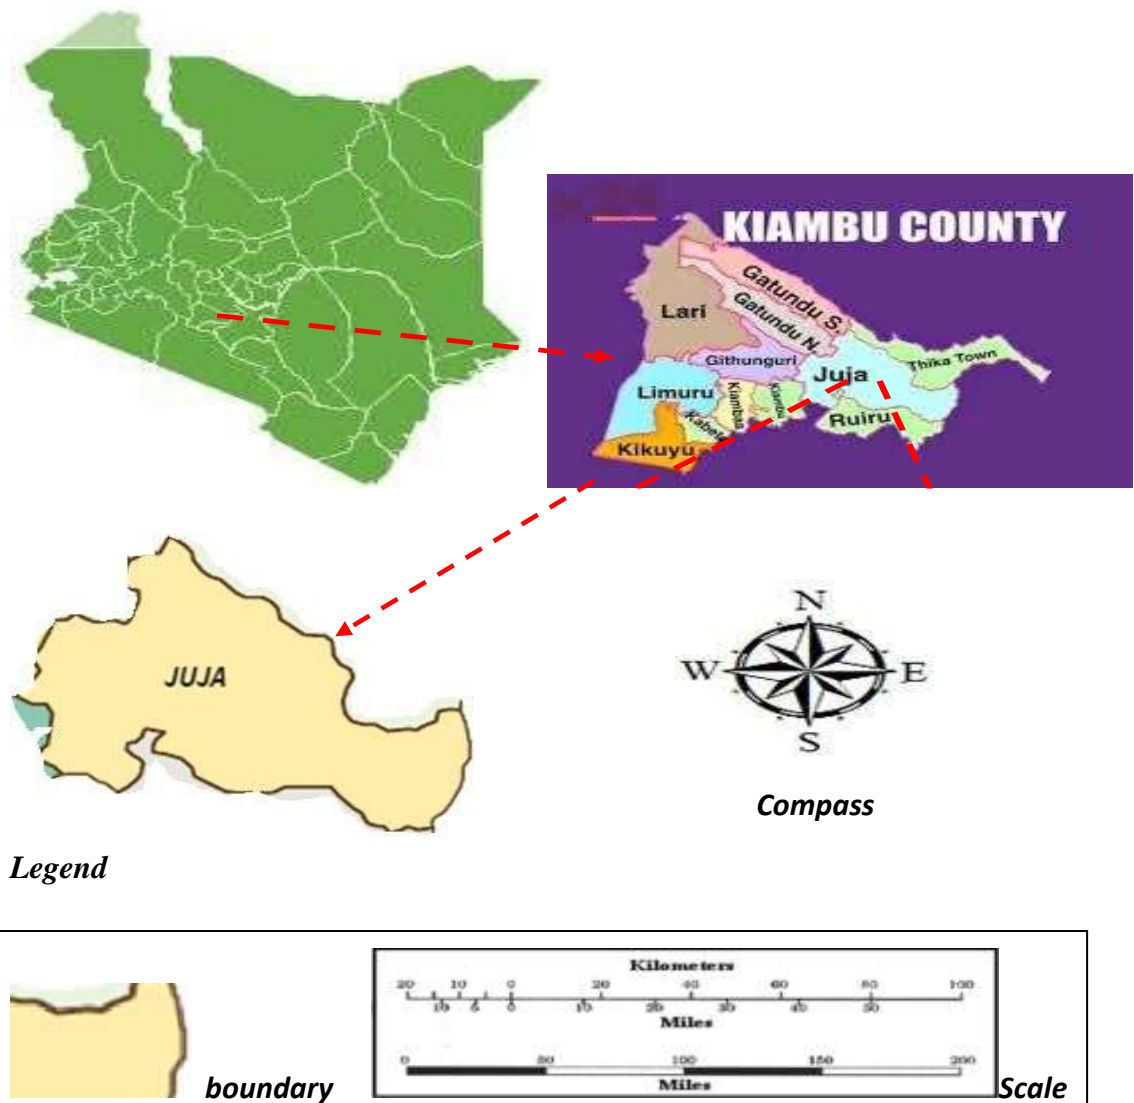 KIAMBU COUNTY
Gatundu S.
Gatundu N.
Lari
Thika Town
Githunguri
Juja
Limuru
Kiambaa
Kiambu
Ruiru
Kabete
Kikuyu
JUJA
N
W E
S
Compass
Legend
Kilometers
20 10 0 20 40 60 80 100
10 5 0 10 20 30 40 50
Miles
0 50 100 150 200
Miles
boundary
Scale